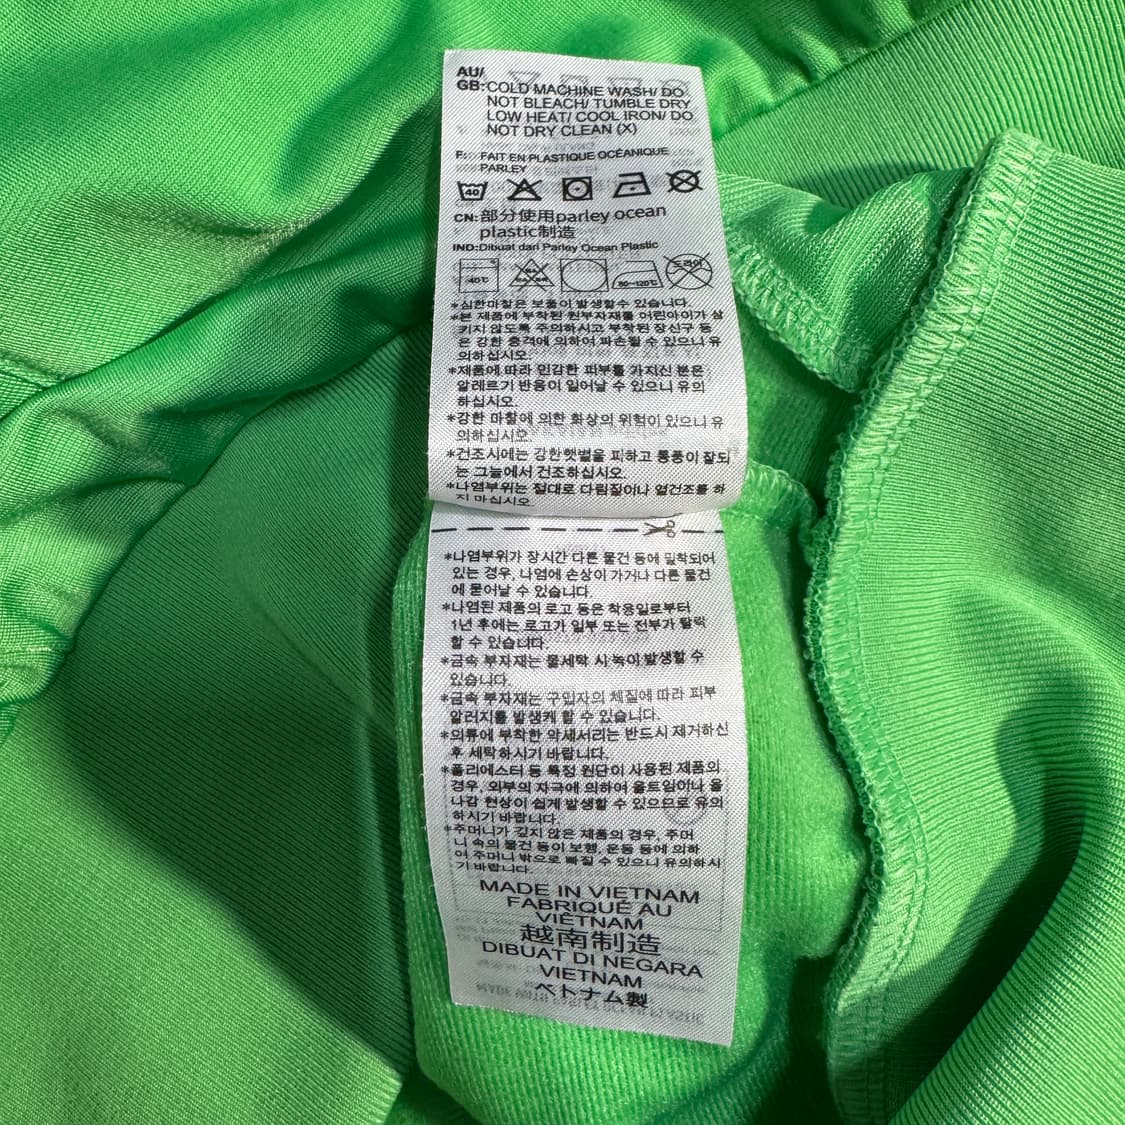 AU/
GB:COLD MACHINE WASH/ DO
NOT BLEACH/ TUMBLE DRY
LOW HEAT/ COOL IRON/ DO
NOT DRY CLEAN (X)
F: FAIT EN PLASTIQUE OCÉANIQUE
PARLEY
40
CN:部分使用parley ocean
plastic制造
IND:Dibuat dari Parley Ocean Plastic
40℃
80~120℃
드라이
*심한마찰은 보풀이 발생할수 있습니다.
*본 제품에 부착된 원부자재를 어린아이가 삼
키지 않도록 주의하시고 부착된 장신구 등
은 강한 충격에 의하여 파손될 수 있으니 유
의하십시오.
*제품에 따라 민감한 피부를 가지신 분은
알레르기 반응이 일어날 수 있으니 유의
하십시오.
*강한 마찰에 의한 화상의 위험이 있으니 유
의하십시오.
*건조시에는 강한햇볕을 피하고 통풍이 잘되
는 그늘에서 건조하십시오.
*나염부위는 절대로 다림질이나 열건조를 하
지 마십시오.
*나염부위가 장시간 다른 물건 등에 밀착되어
있는 경우, 나염에 손상이 가거나 다른 물건
에 묻어날 수 있습니다.
*나염된 제품의 로고 등은 착용일로부터
1년 후에는 로고가 일부 또는 전부가 탈락
할 수 있습니다.
*금속 부자재는 물세탁 시 녹이 발생할 수
있습니다.
*금속 부자재는 구입자의 체질에 따라 피부
알러지를 발생케 할 수 있습니다.
*의류에 부착한 악세서리는 반드시 제거하신
후 세탁하시기 바랍니다.
*폴리에스터 등 특정 원단이 사용된 제품의
경우, 외부의 자극에 의하여 올트임이나 올
나감 현상이 쉽게 발생할 수 있으므로 유의
하시기 바랍니다.
*주머니가 깊지 않은 제품의 경우, 주머
니 속의 물건 등이 보행, 운동 등에 의하
여 주머니 밖으로 빠질 수 있으니 유의하시
기 바랍니다.
MADE IN VIETNAM
FABRIQUÉ AU
VIÊTNAM
越南制造
DIBUAT DI NEGARA
VIETNAM
ベトナム製